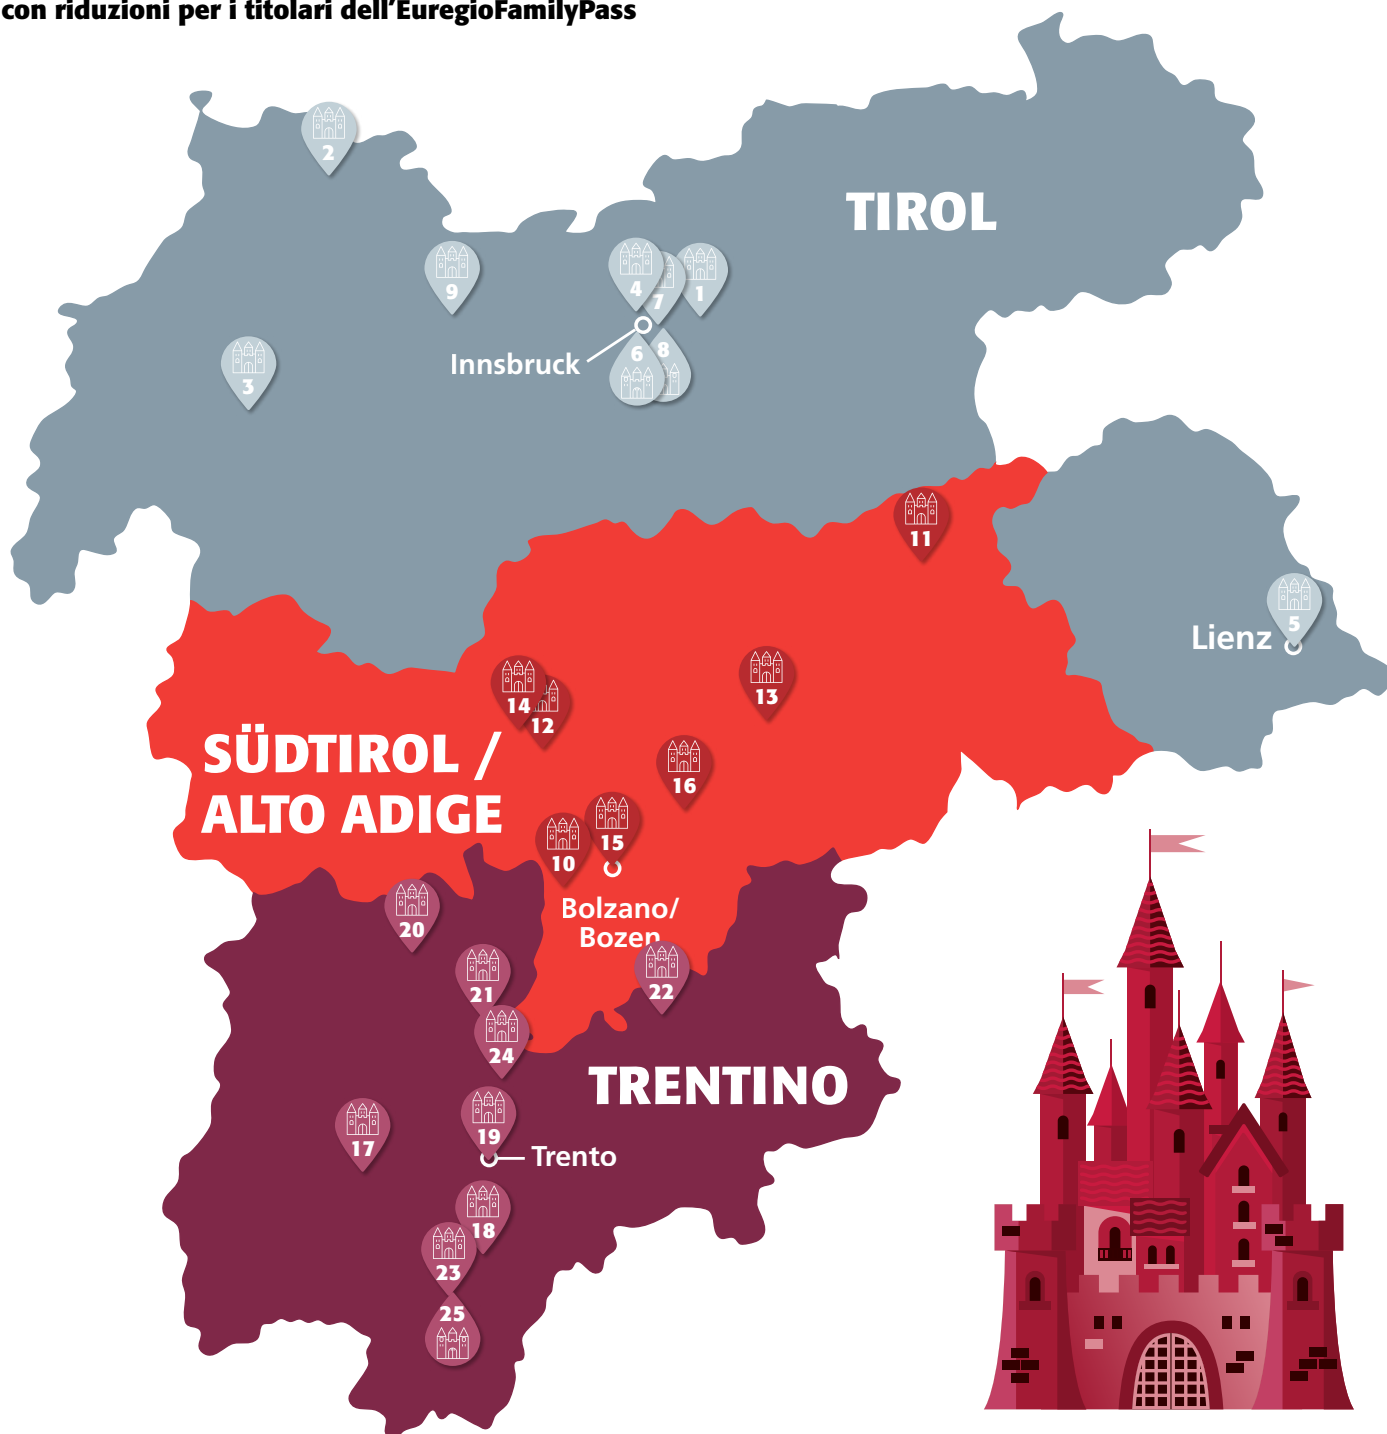 con riduzioni per i titolari dell'EuregioFamilyPass
2
TIROL
9
4
7
1
Innsbruck
6
8
3
11
5
Lienz
14
12
13
SÜDTIROL /
ALTO ADIGE
16
15
10
Bolzano/
Bozen
20
21
22
24
TRENTINO
19
17
Trento
18
23
25